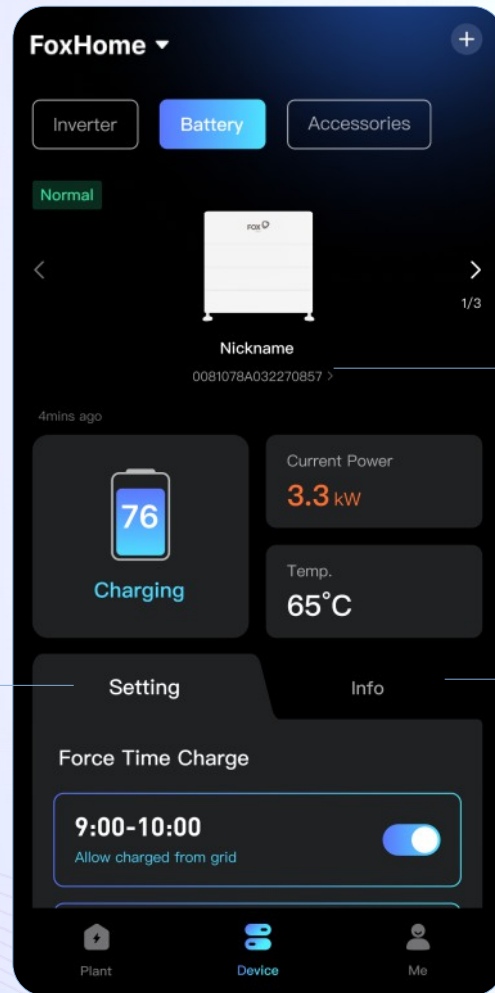 FoxHome
Inverter
Battery
Accessories
Normal
FOX
1/3
Nickname
0081078A032270857 >
4mins ago
76
Charging
Current Power
3.3 kW
Temp.
65°C
Setting
Info
Force Time Charge
9:00-10:00
Allow charged from grid
Plant
Device
Me